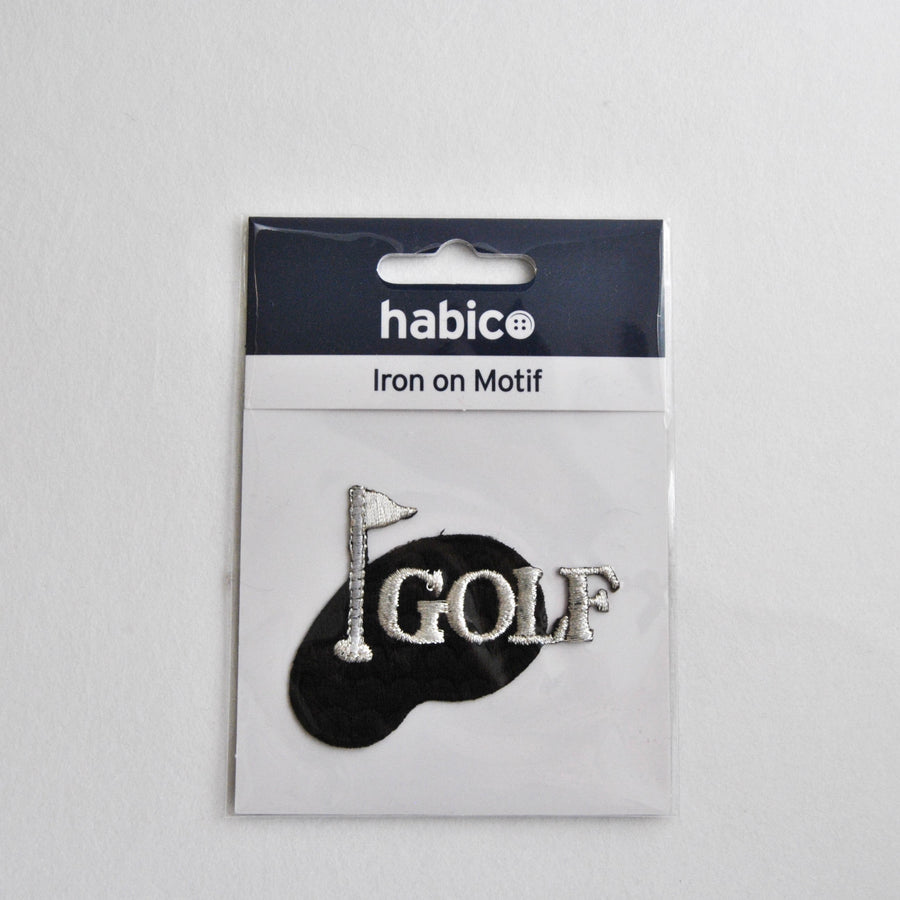 habico
Iron on Motif
GOLF